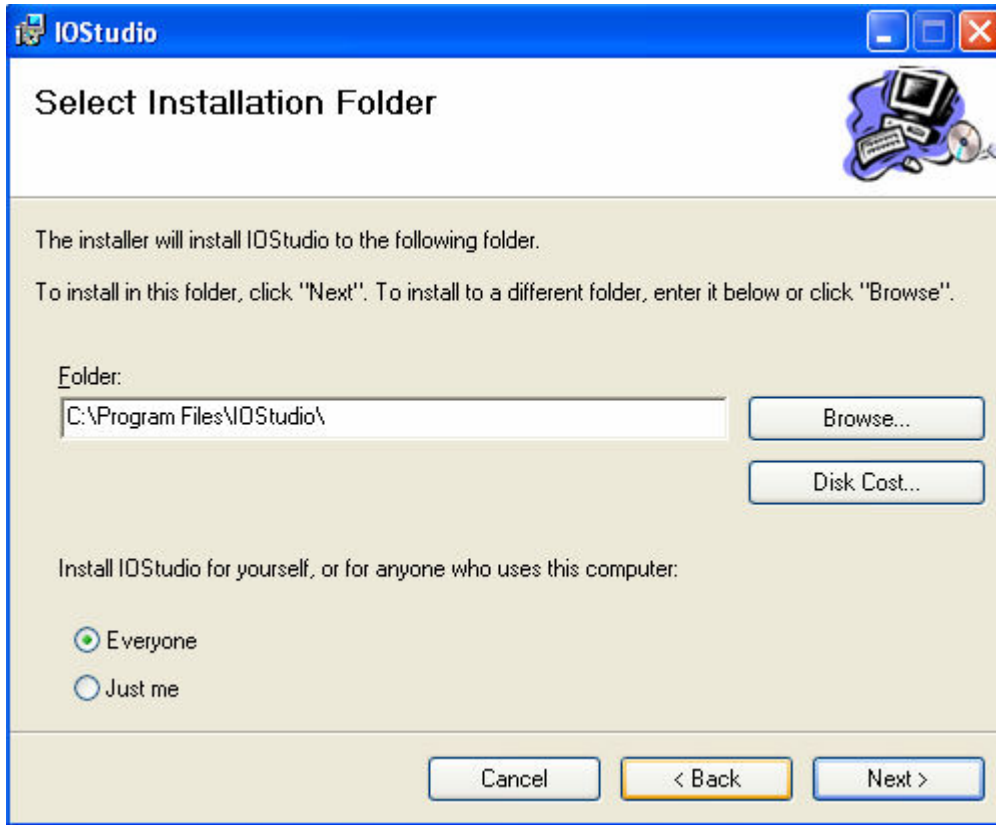 IOStudio
Select Installation Folder
The installer will install IOStudio to the following folder.
To install in this folder, click "Next". To install to a different folder, enter it below or click "Browse".
Folder:
C:\Program Files\IOStudio\
Browse...
Disk Cost...
Install IOStudio for yourself, or for anyone who uses this computer:
Everyone
Just me
Cancel
< Back
Next >